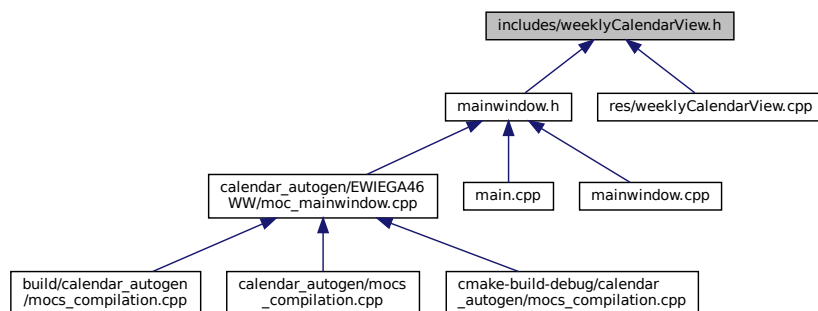 includes/weeklyCalendarView.h
mainwindow.h
res/weeklyCalendarView.cpp
calendar_autogen/EWIEGA46
WW/moc_mainwindow.cpp
main.cpp
mainwindow.cpp
build/calendar_autogen
/mocs_compilation.cpp
calendar_autogen/mocs
_compilation.cpp
cmake-build-debug/calendar
_autogen/mocs_compilation.cpp